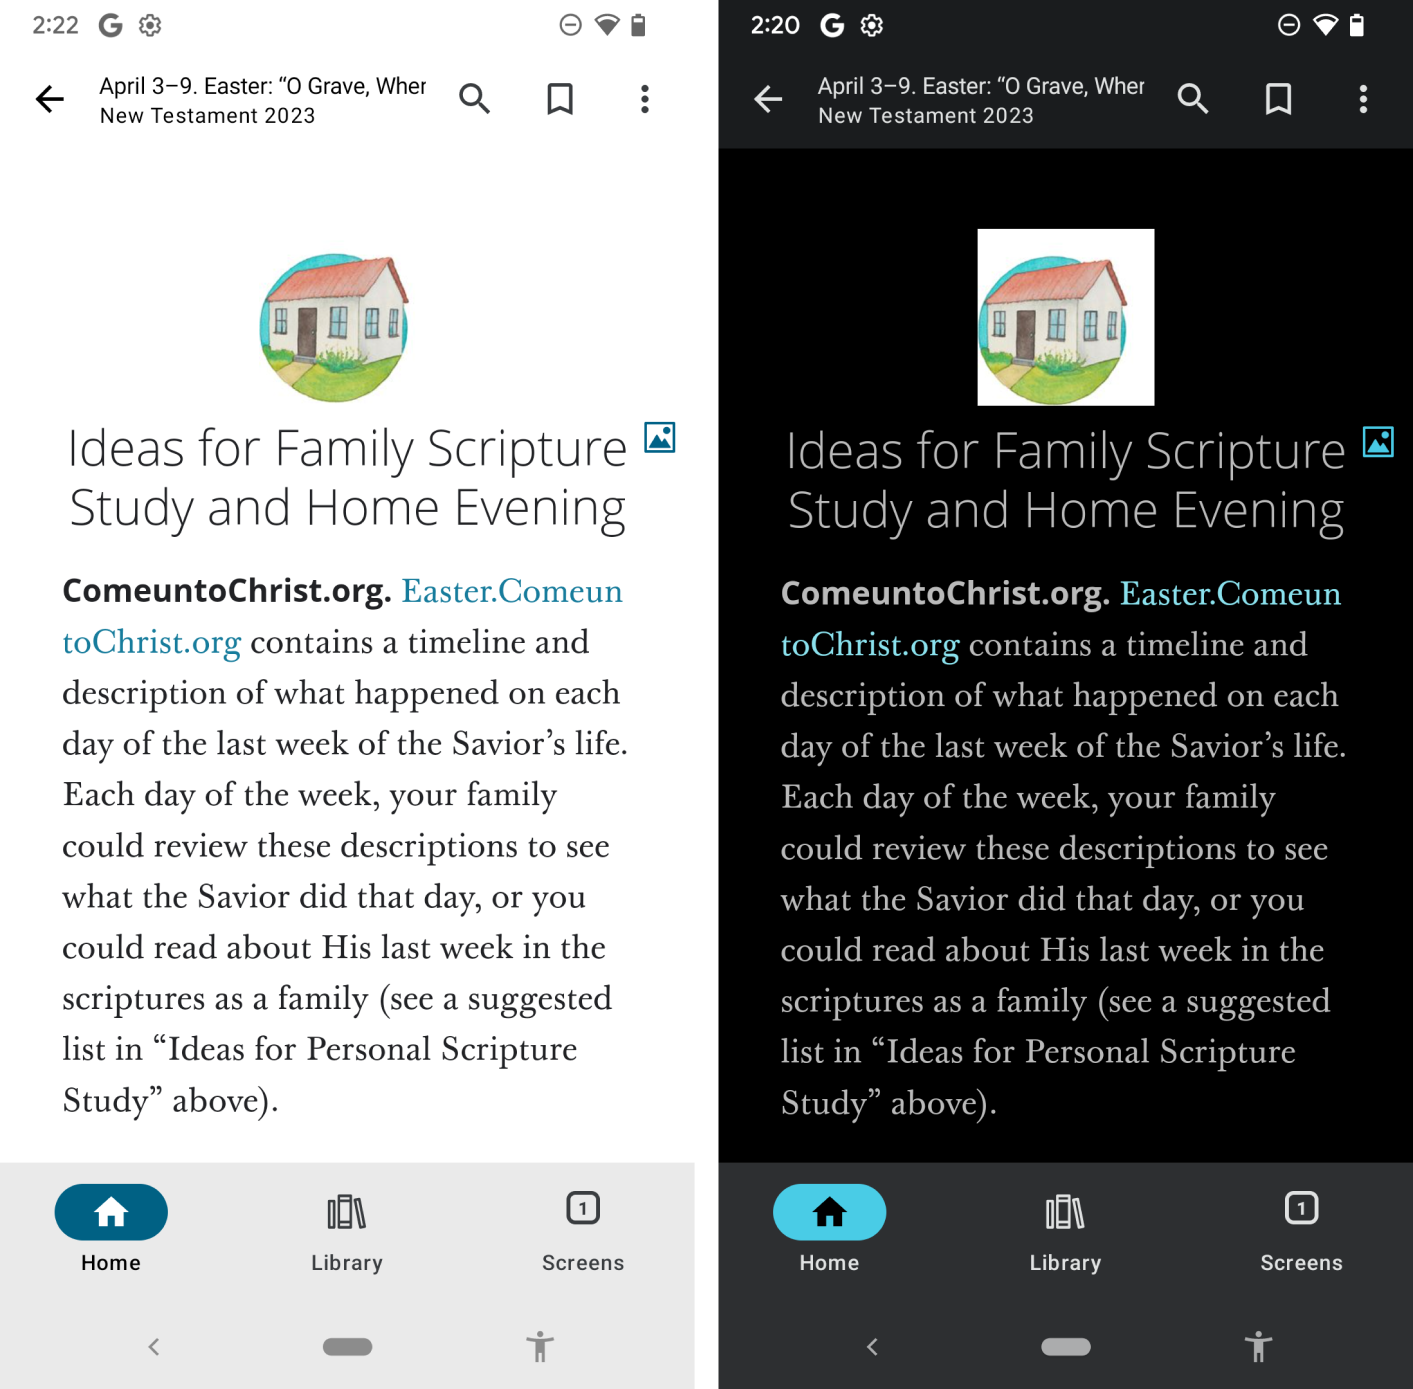 2:22
April 3–9. Easter: “O Grave, Wher
New Testament 2023
Ideas for Family Scripture
Study and Home Evening
ComeuntoChrist.org. Easter.Comeun
toChrist.org contains a timeline and
description of what happened on each
day of the last week of the Savior’s life.
Each day of the week, your family
could review these descriptions to see
what the Savior did that day, or you
could read about His last week in the
scriptures as a family (see a suggested
list in “Ideas for Personal Scripture
Study” above).
1
Home Library Screens
2:20
April 3–9. Easter: “O Grave, Wher
New Testament 2023
Ideas for Family Scripture
Study and Home Evening
ComeuntoChrist.org. Easter.Comeun
toChrist.org contains a timeline and
description of what happened on each
day of the last week of the Savior’s life.
Each day of the week, your family
could review these descriptions to see
what the Savior did that day, or you
could read about His last week in the
scriptures as a family (see a suggested
list in “Ideas for Personal Scripture
Study” above).
1
Home Library Screens